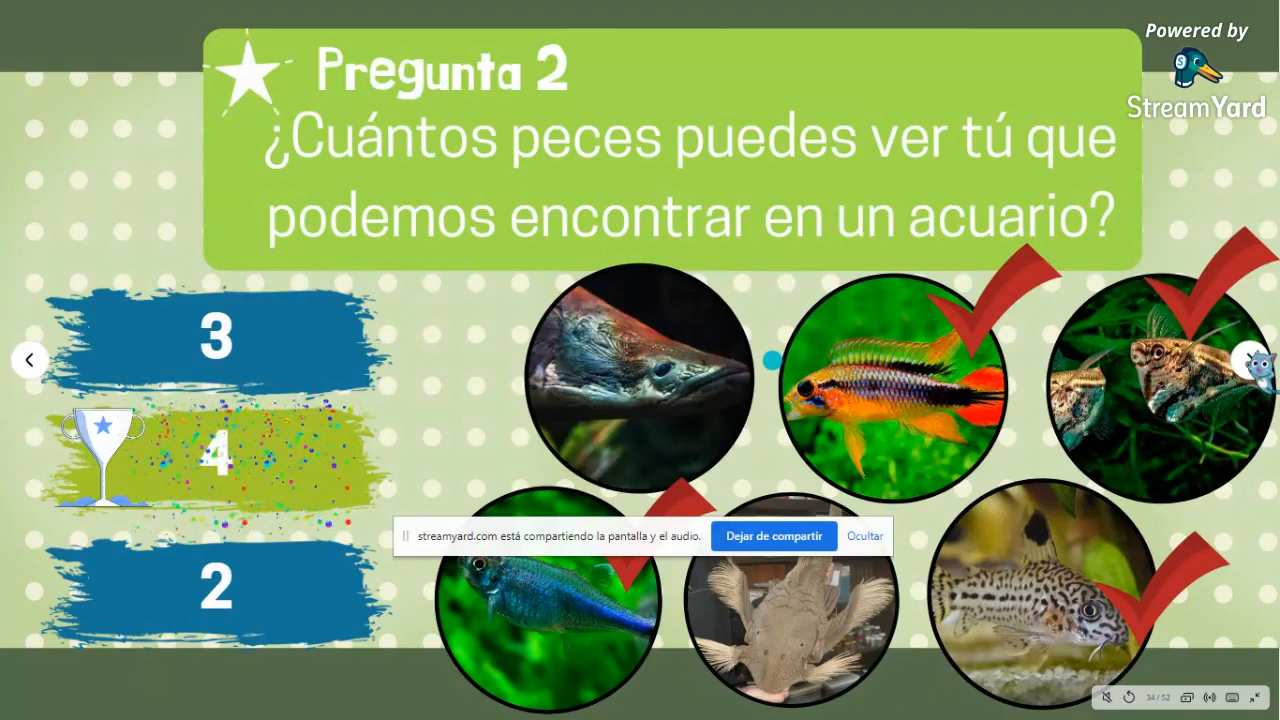 Powered by
StreamYard
Pregunta 2
¿Cuántos peces puedes ver tú que
podemos encontrar en un acuario?
3
4
2
streamyard.com está compartiendo la pantalla y el audio.
Dejar de compartir
Ocultar
34 / 52